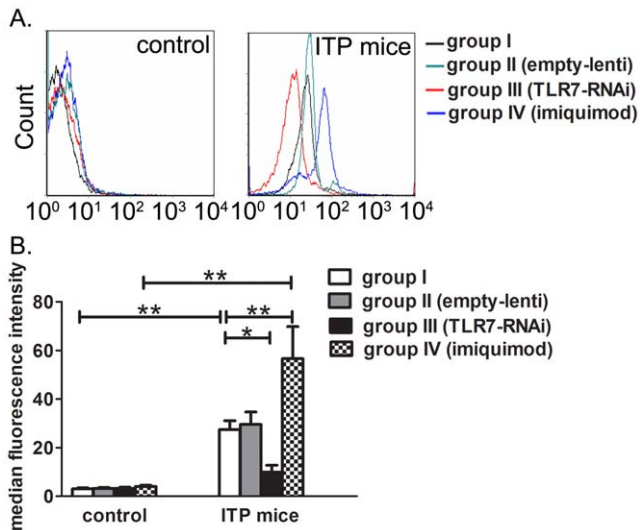 A.
control
ITP mice
group I
group II (empty-lenti)
group III (TLR7-RNAi)
group IV (imiquimod)
Count
10⁰ 10¹ 10² 10³ 10⁴
10⁰ 10¹ 10² 10³ 10⁴
B.
**
** **
*
group I
group II (empty-lenti)
group III (TLR7-RNAi)
group IV (imiquimod)
median fluorescence intensity
80
60
40
20
0
control
ITP mice